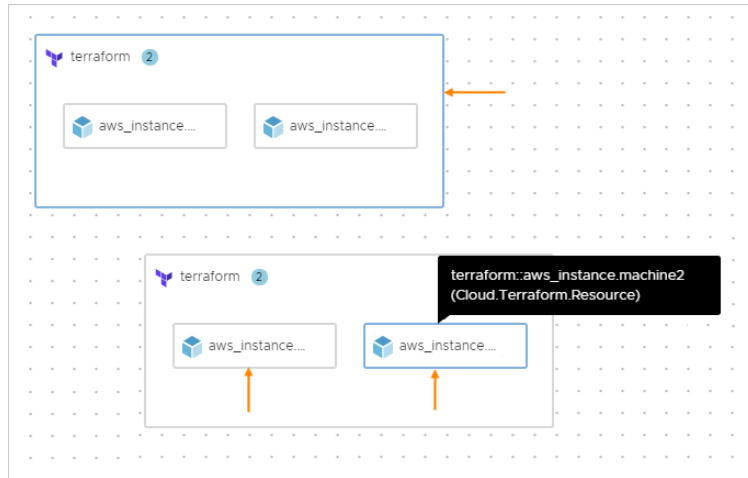 terraform 2
aws_instance....
aws_instance....
terraform 2
terraform::aws_instance.machine2
(Cloud.Terraform.Resource)
aws_instance....
aws_instance....